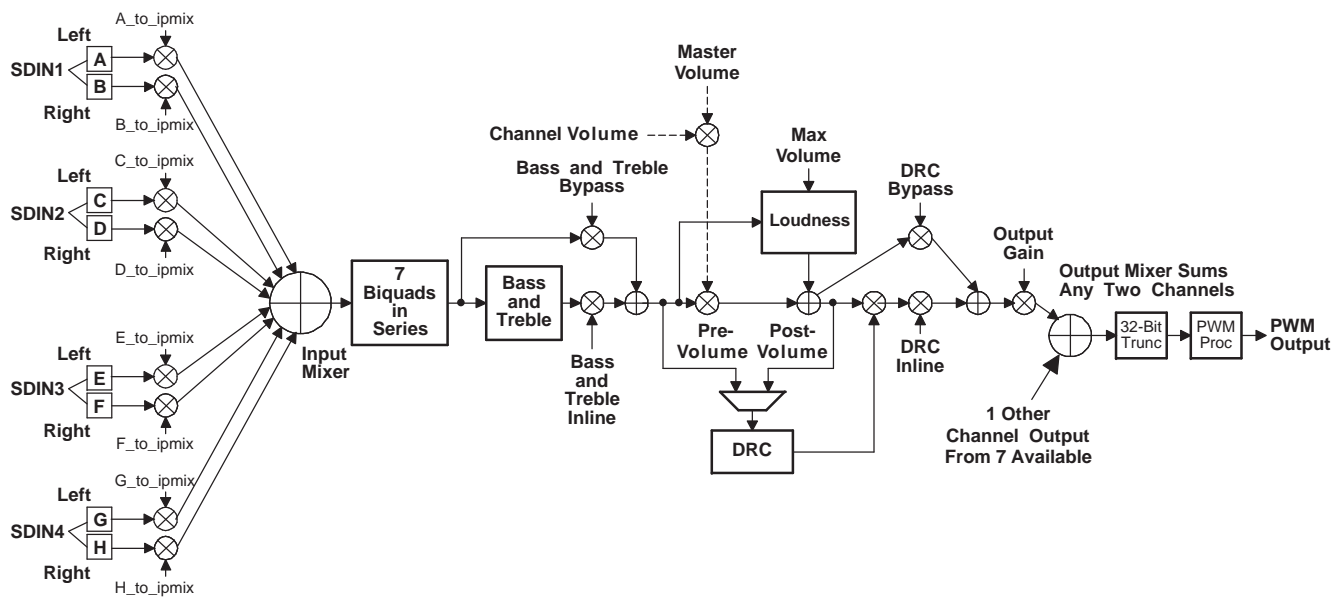 A_to_ipmix
Left
A
SDIN1
B
Right
B_to_ipmix
C_to_ipmix
Left
C
SDIN2
D
Right
D_to_ipmix
E_to_ipmix
Left
E
SDIN3
F
Right
F_to_ipmix
G_to_ipmix
Left
G
SDIN4
H
Right
H_to_ipmix
Input
Mixer
7
Biquads
in
Series
Bass and Treble
Bypass
Bass
and
Treble
Bass
and
Treble
Inline
Master
Volume
Channel Volume
Max
Volume
Loudness
Pre-
Volume
Post-
Volume
DRC
DRC
Bypass
DRC
Inline
Output
Gain
Output Mixer Sums
Any Two Channels
1 Other
Channel Output
From 7 Available
32-Bit
Trunc
PWM
Proc
PWM
Output